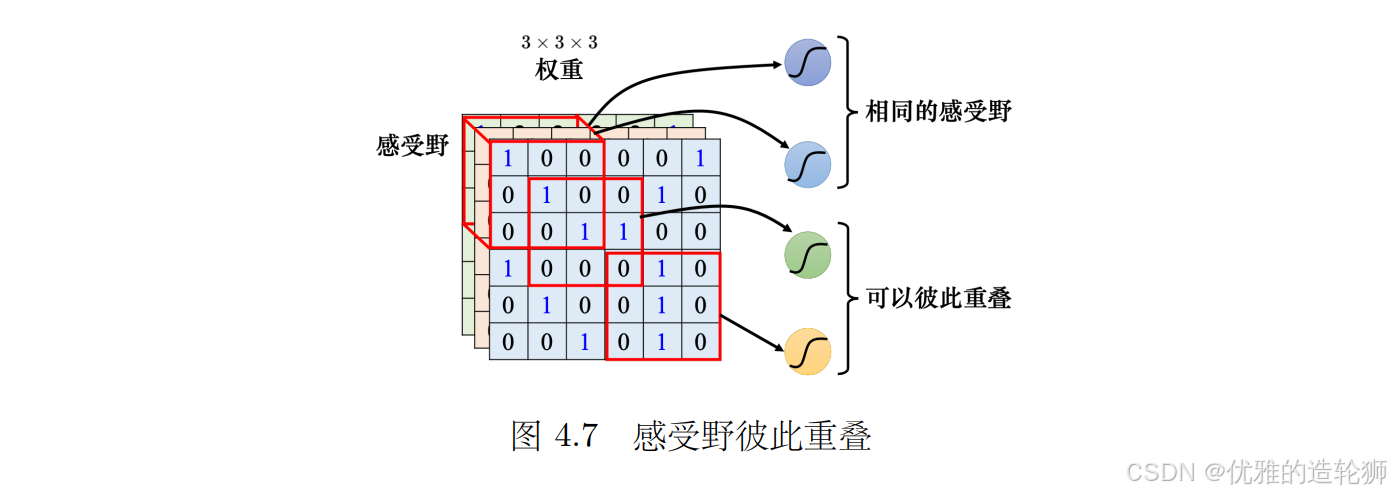 3 × 3 × 3
权重
感受野
相同的感受野
1 0 0 0 0 1
0 1 0 0 1 0
0 0 1 1 0 0
1 0 0 0 1 0
0 1 0 0 1 0
0 0 1 0 1 0
可以彼此重叠
图 4.7 感受野彼此重叠
CSDN @优雅的造轮狮